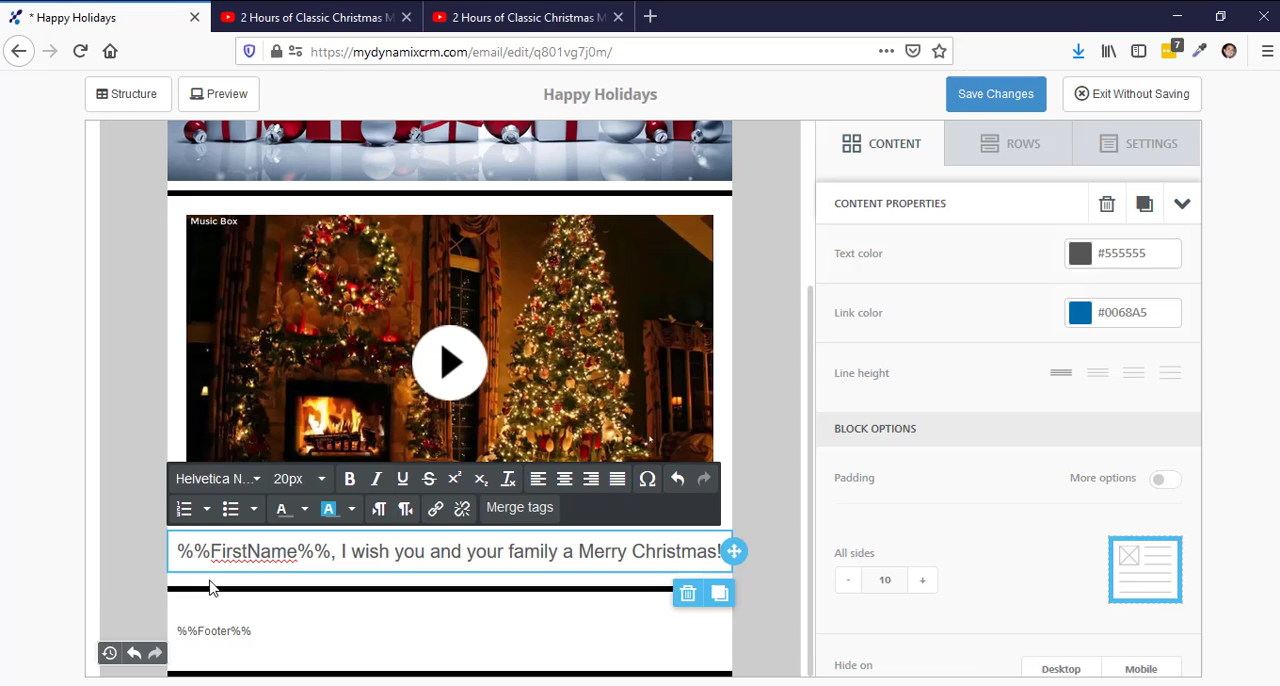 * Happy Holidays
2 Hours of Classic Christmas M
2 Hours of Classic Christmas M
https://mydynamixcrm.com/email/edit/q801vg7j0m/
7
Structure
Preview
Happy Holidays
Save Changes
Exit Without Saving
CONTENT
ROWS
SETTINGS
CONTENT PROPERTIES
Music Box
Text color
#555555
Link color
#0068A5
Line height
BLOCK OPTIONS
Padding
More options
Helvetica N...
20px
Merge tags
%%FirstName%%, I wish you and your family a Merry Christmas!
All sides
- 10 +
%%Footer%%
Hide on
Desktop
Mobile